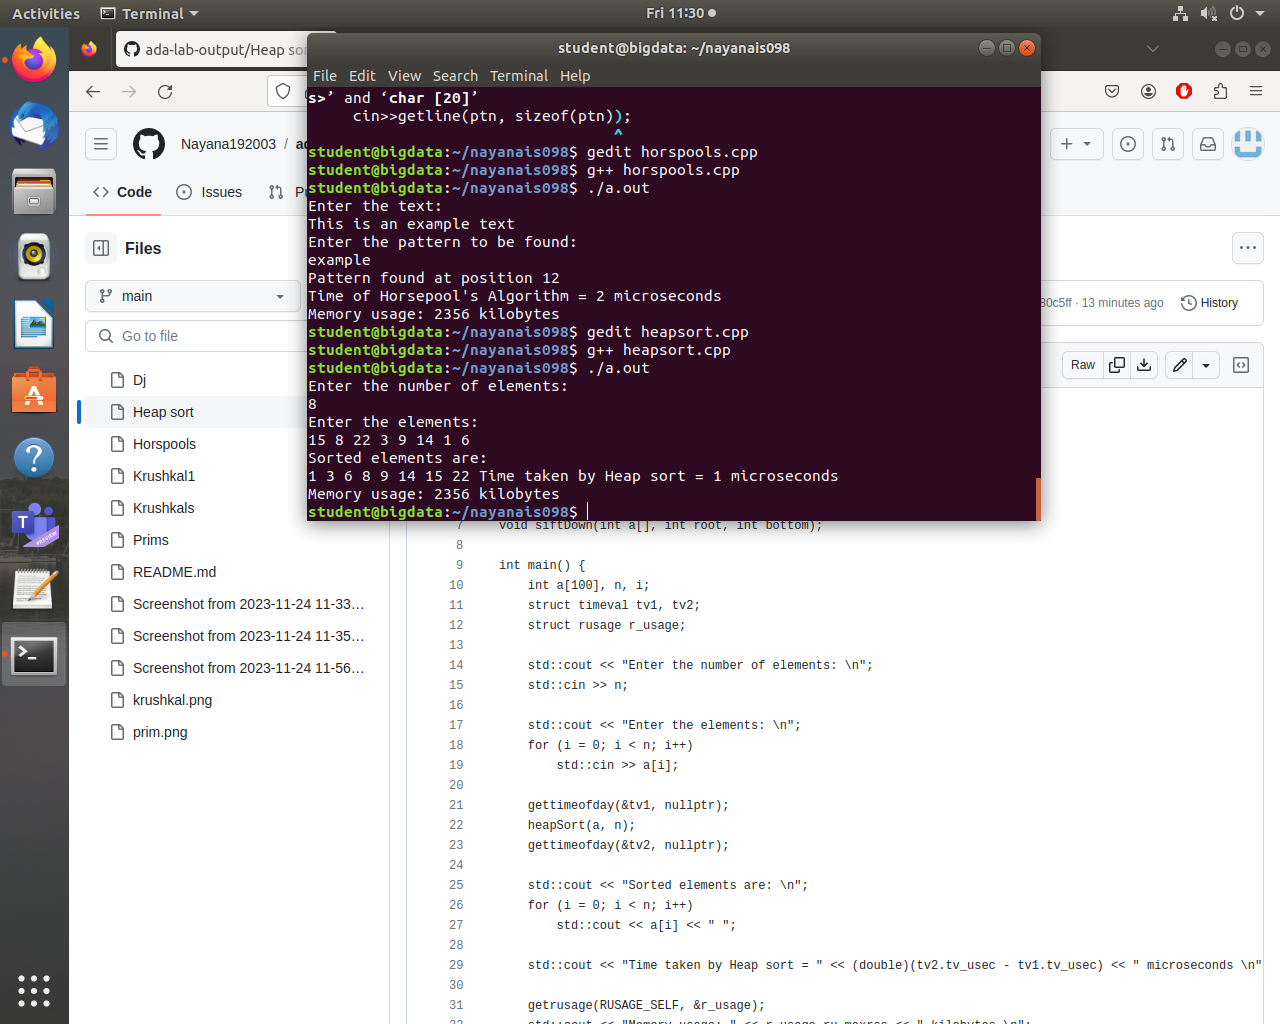 Activities
Terminal
Fri 11:30
ada-lab-output/Heap so
student@bigdata: ~/nayanais098
File Edit View Search Terminal Help
s>’ and ‘char [20]’
cin>>getline(ptn, sizeof(ptn));
^
student@bigdata:~/nayanais098$ gedit horspools.cpp
student@bigdata:~/nayanais098$ g++ horspools.cpp
student@bigdata:~/nayanais098$ ./a.out
Enter the text:
This is an example text
Enter the pattern to be found:
example
Pattern found at position 12
Time of Horsepool's Algorithm = 2 microseconds
Memory usage: 2356 kilobytes
student@bigdata:~/nayanais098$ gedit heapsort.cpp
student@bigdata:~/nayanais098$ g++ heapsort.cpp
student@bigdata:~/nayanais098$ ./a.out
Enter the number of elements:
8
Enter the elements:
15 8 22 3 9 14 1 6
Sorted elements are:
1 3 6 8 9 14 15 22 Time taken by Heap sort = 1 microseconds
Memory usage: 2356 kilobytes
student@bigdata:~/nayanais098$
Nayana192003 /
Code
Issues
Files
main
Go to file
Dj
Heap sort
Horspools
Krushkal1
Krushkals
Prims
README.md
Screenshot from 2023-11-24 11-33…
Screenshot from 2023-11-24 11-35…
Screenshot from 2023-11-24 11-56…
krushkal.png
prim.png
80c5ff · 13 minutes ago
History
Raw
7 void siftDown(int a[], int root, int bottom);
8
9 int main() {
10 int a[100], n, i;
11 struct timeval tv1, tv2;
12 struct rusage r_usage;
13
14 std::cout << "Enter the number of elements: \n";
15 std::cin >> n;
16
17 std::cout << "Enter the elements: \n";
18 for (i = 0; i < n; i++)
19 std::cin >> a[i];
20
21 gettimeofday(&tv1, nullptr);
22 heapSort(a, n);
23 gettimeofday(&tv2, nullptr);
24
25 std::cout << "Sorted elements are: \n";
26 for (i = 0; i < n; i++)
27 std::cout << a[i] << " ";
28
29 std::cout << "Time taken by Heap sort = " << (double)(tv2.tv_usec - tv1.tv_usec) << " microseconds \n"
30
31 getrusage(RUSAGE_SELF, &r_usage);
32 std::cout << "Memory usage: " << r_usage.ru_maxrss << " kilobytes \n";